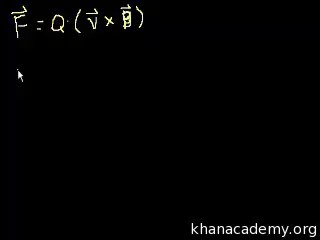 F⃗ = Q · ( v⃗ × B⃗ )
khanacademy.org